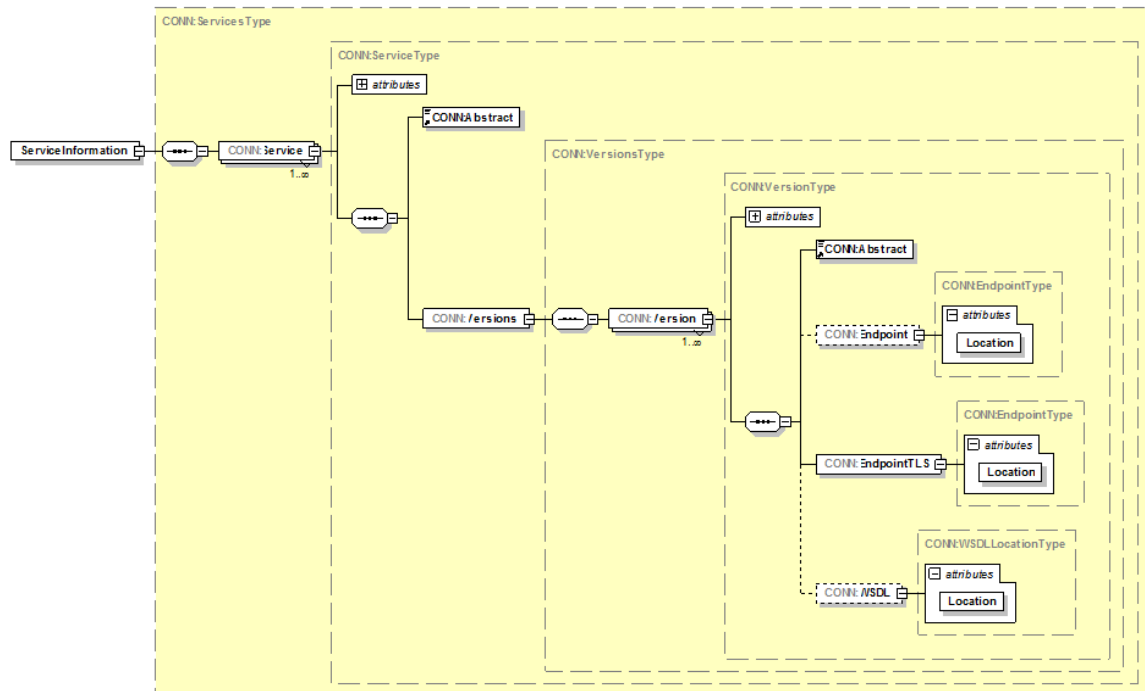 CONN:ServicesType
CONN:ServiceType
attributes
CONN:Abstract
ServiceInformation
CONN:Service
1..∞
CONN:VersionsType
CONN:VersionType
attributes
CONN:Abstract
CONN:EndpointType
attributes
CONN:Versions
CONN:Version
CONN:Endpoint
Location
1..∞
CONN:EndpointType
attributes
CONN:EndpointTLS
Location
CONN:WSDLLocationType
attributes
CONN:WSDL
Location